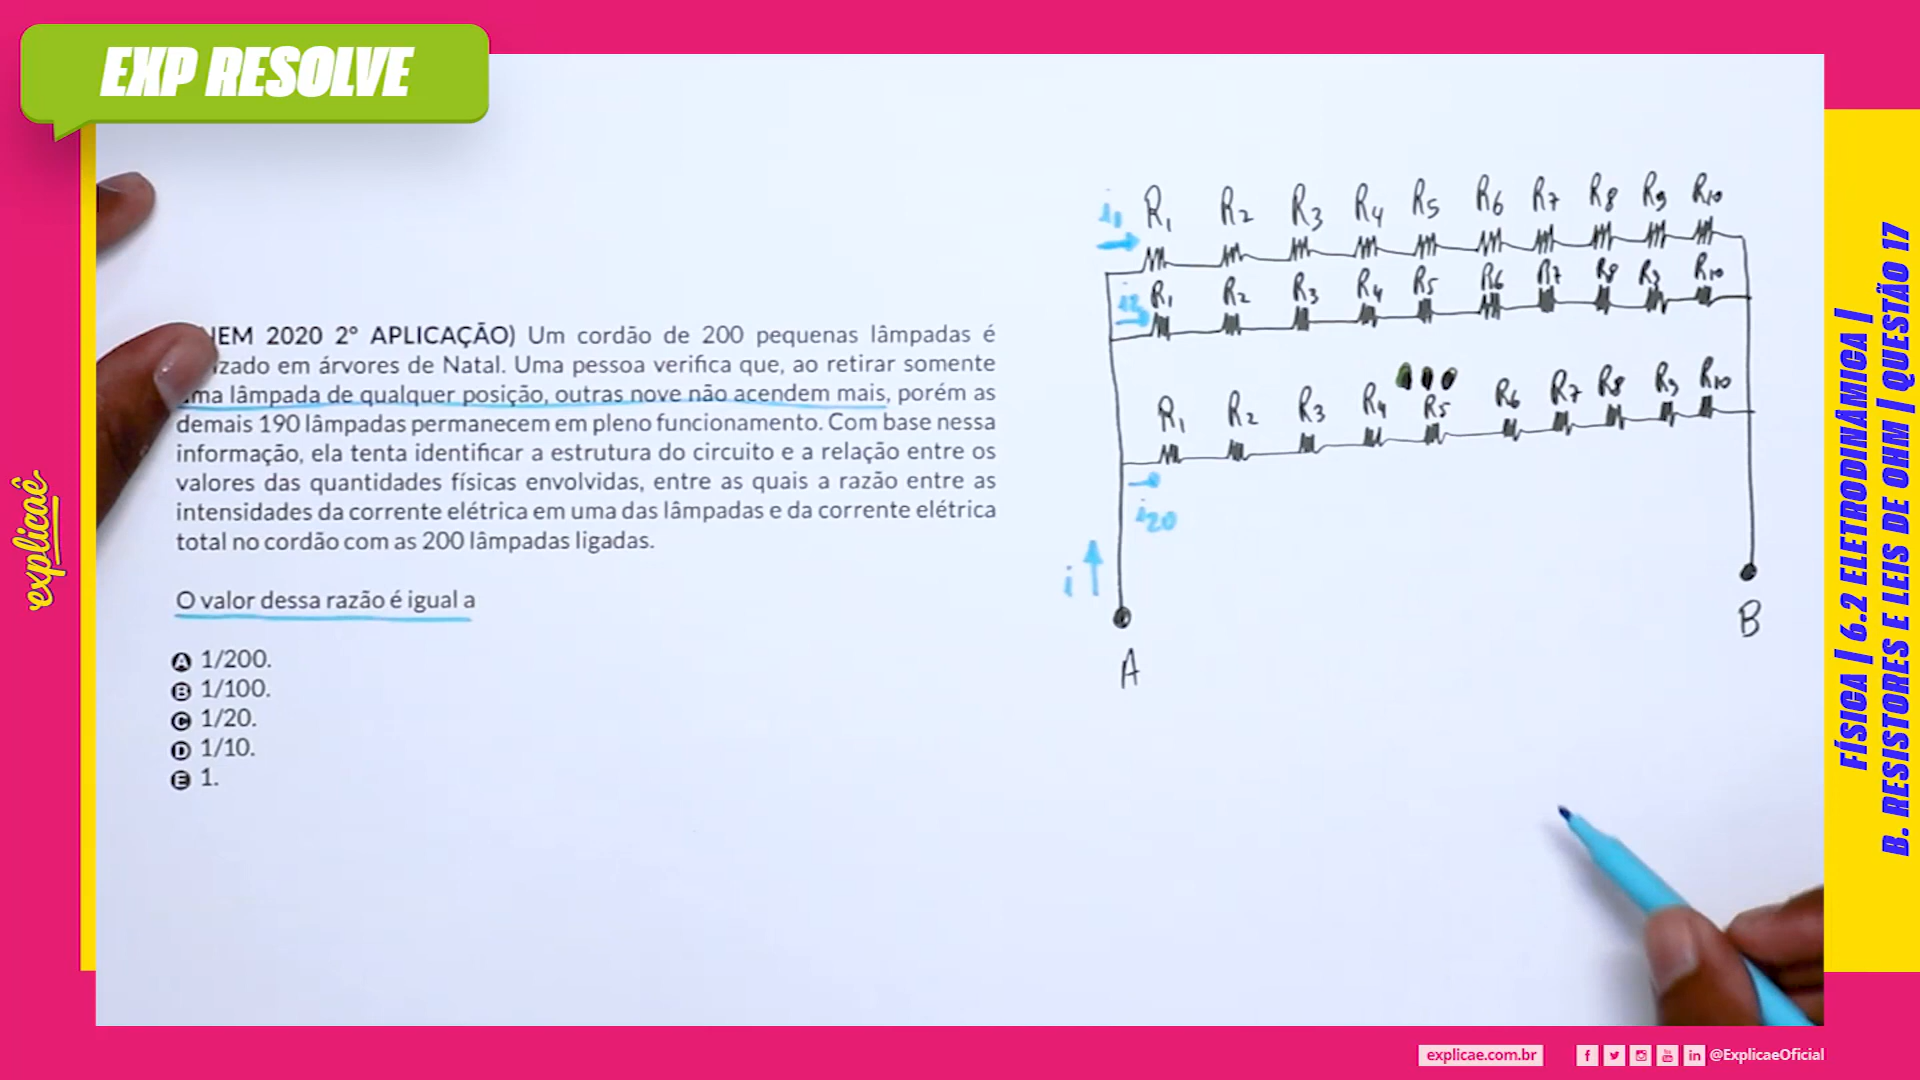 EXP RESOLVE
NEM 2020 2º APLICAÇÃO) Um cordão de 200 pequenas lâmpadas é
izado em árvores de Natal. Uma pessoa verifica que, ao retirar somente
uma lâmpada de qualquer posição, outras nove não acendem mais, porém as
demais 190 lâmpadas permanecem em pleno funcionamento. Com base nessa
informação, ela tenta identificar a estrutura do circuito e a relação entre os
valores das quantidades físicas envolvidas, entre as quais a razão entre as
intensidades da corrente elétrica em uma das lâmpadas e da corrente elétrica
total no cordão com as 200 lâmpadas ligadas.
O valor dessa razão é igual a
A 1/200.
B 1/100.
C 1/20.
D 1/10.
E 1.
i1 R1 R2 R3 R4 R5 R6 R7 R8 R9 R10
i2 R1 R2 R3 R4 R5 R6 R7 R8 R9 R10
R1 R2 R3 R4 R5 R6 R7 R8 R9 R10
i20
i
A
B
explicaê
FÍSICA | 6.2 ELETRODINÂMICA |
B. RESISTORES E LEIS DE OHM | QUESTÃO 17
explicae.com.br
@ExplicaeOficial